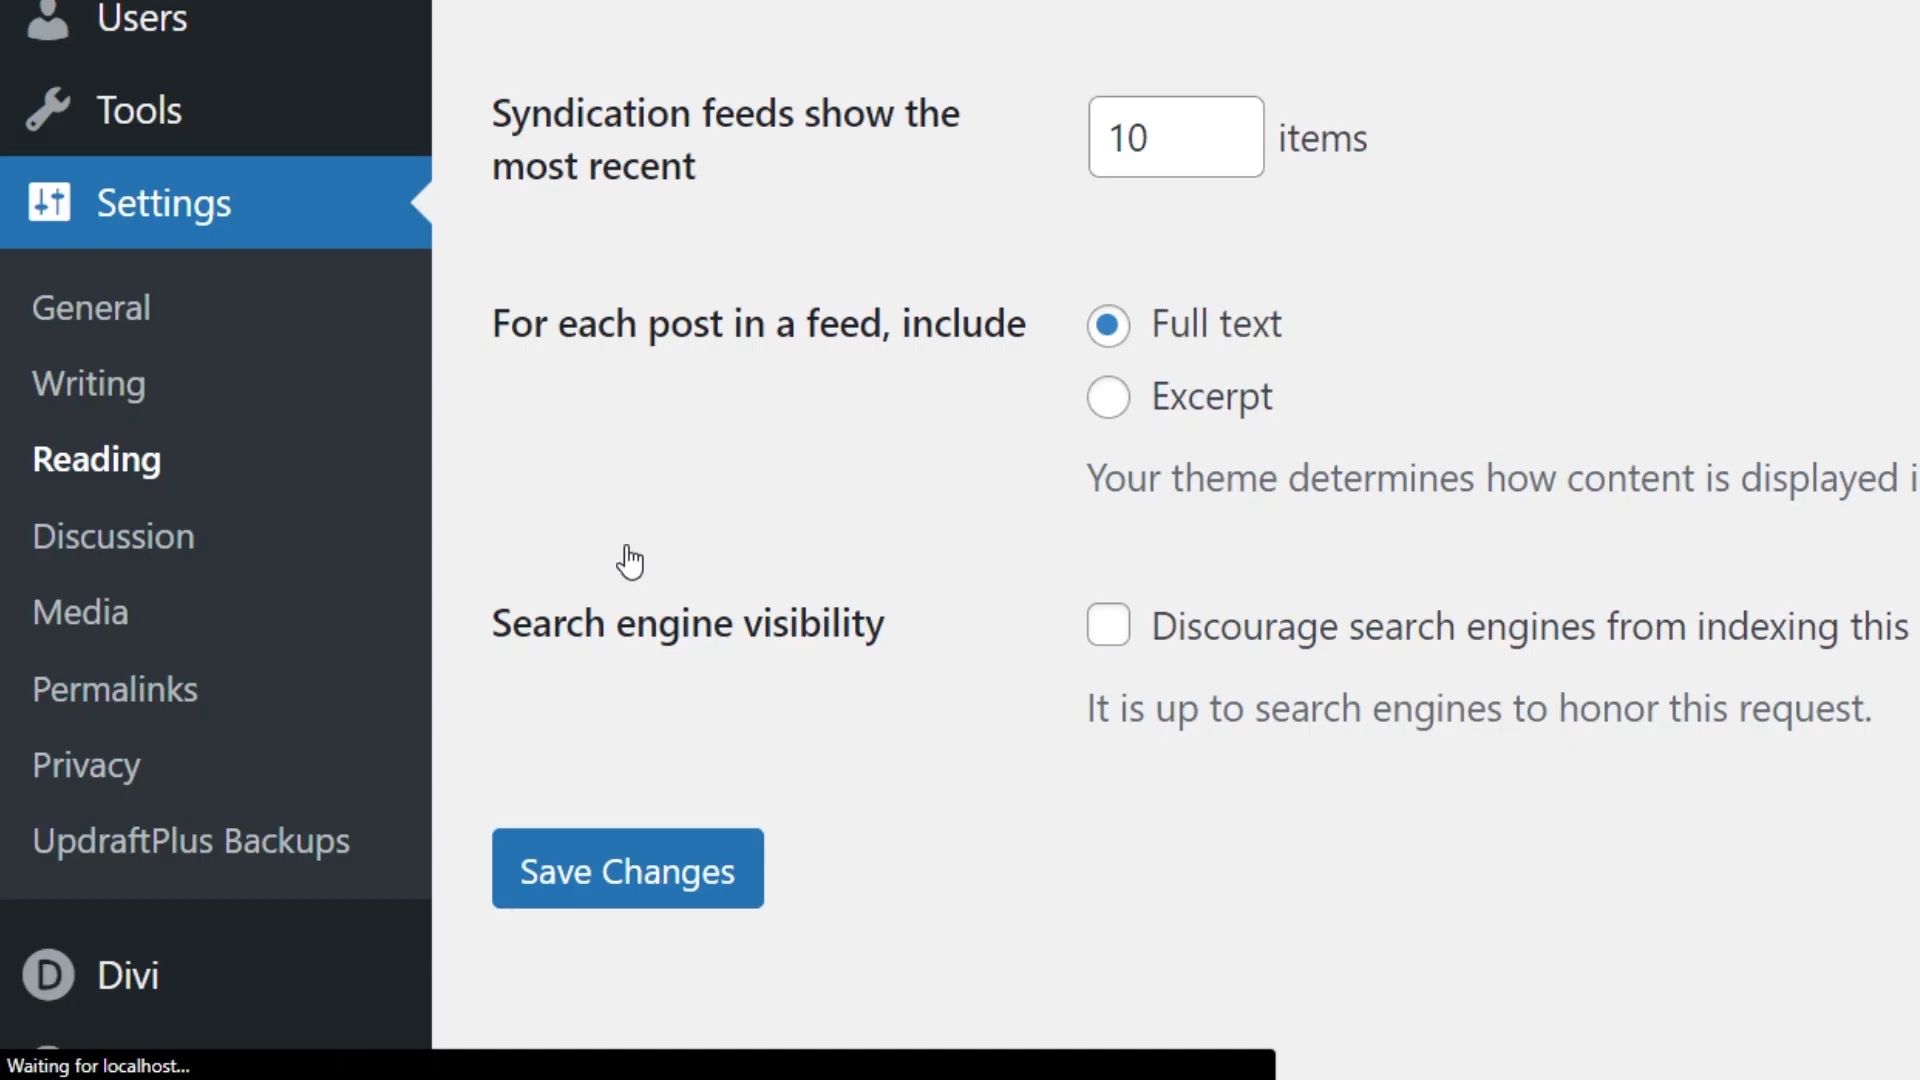 Users
Tools
Settings
General
Writing
Reading
Discussion
Media
Permalinks
Privacy
UpdraftPlus Backups
D Divi
Syndication feeds show the
most recent
10 items
For each post in a feed, include
Full text
Excerpt
Your theme determines how content is displayed i
Search engine visibility
Discourage search engines from indexing this
It is up to search engines to honor this request.
Save Changes
Waiting for localhost...